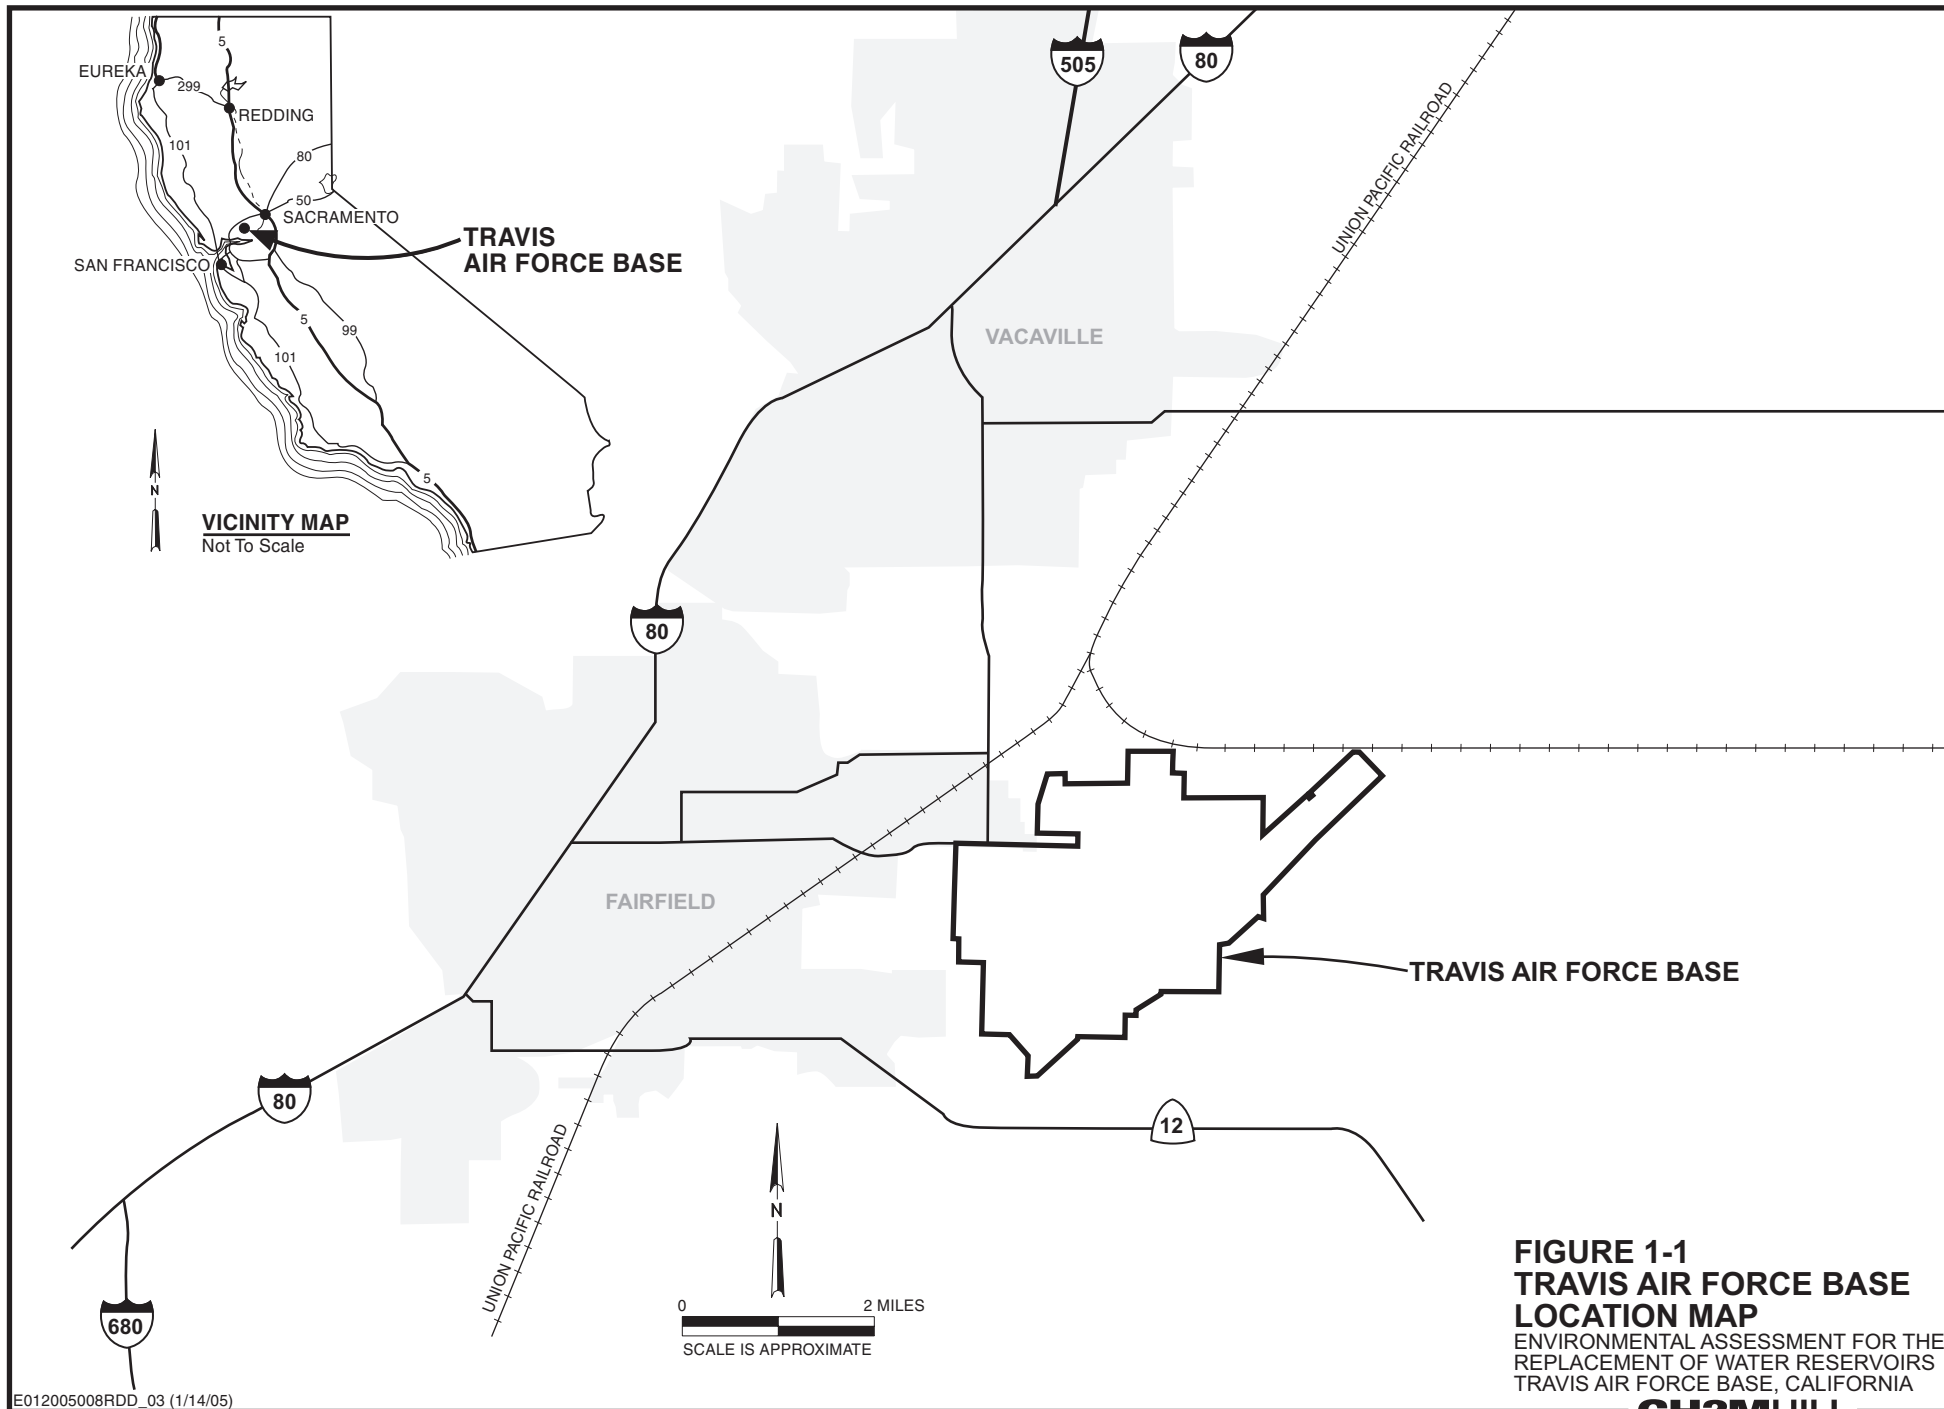 5
EUREKA
299
REDDING
101
80
50
SACRAMENTO
TRAVIS
AIR FORCE BASE
SAN FRANCISCO
5
99
101
5
N
VICINITY MAP
Not To Scale
505
80
UNION PACIFIC RAILROAD
VACAVILLE
80
FAIRFIELD
TRAVIS AIR FORCE BASE
80
12
UNION PACIFIC RAILROAD
N
0 2 MILES
SCALE IS APPROXIMATE
680
FIGURE 1-1
TRAVIS AIR FORCE BASE
LOCATION MAP
ENVIRONMENTAL ASSESSMENT FOR THE
REPLACEMENT OF WATER RESERVOIRS
TRAVIS AIR FORCE BASE, CALIFORNIA
CH2MHILL
E012005008RDD_03 (1/14/05)